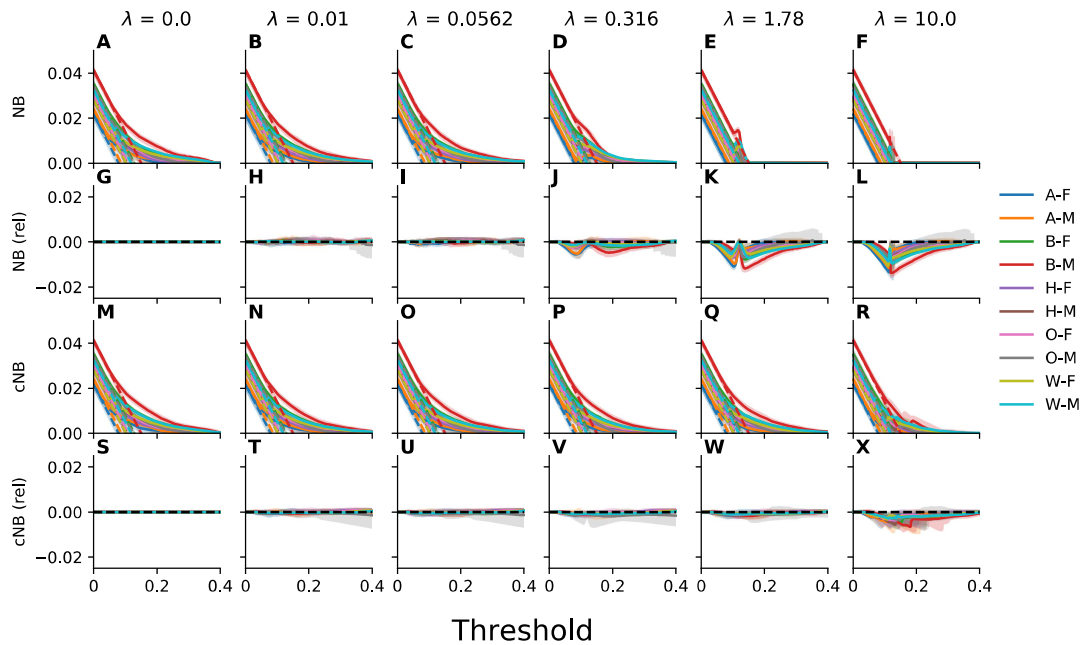 λ = 0.0 λ = 0.01 λ = 0.0562 λ = 0.316 λ = 1.78 λ = 10.0
A B C D E F
NB
0.04
0.02
0.00
G H I J K L
NB (rel)
0.02
0.00
−0.02
M N O P Q R
cNB
0.04
0.02
0.00
S T U V W X
cNB (rel)
0.02
0.00
−0.02
0 0.2 0.4 0 0.2 0.4 0 0.2 0.4 0 0.2 0.4 0 0.2 0.4 0 0.2 0.4
Threshold
A-F
A-M
B-F
B-M
H-F
H-M
O-F
O-M
W-F
W-M